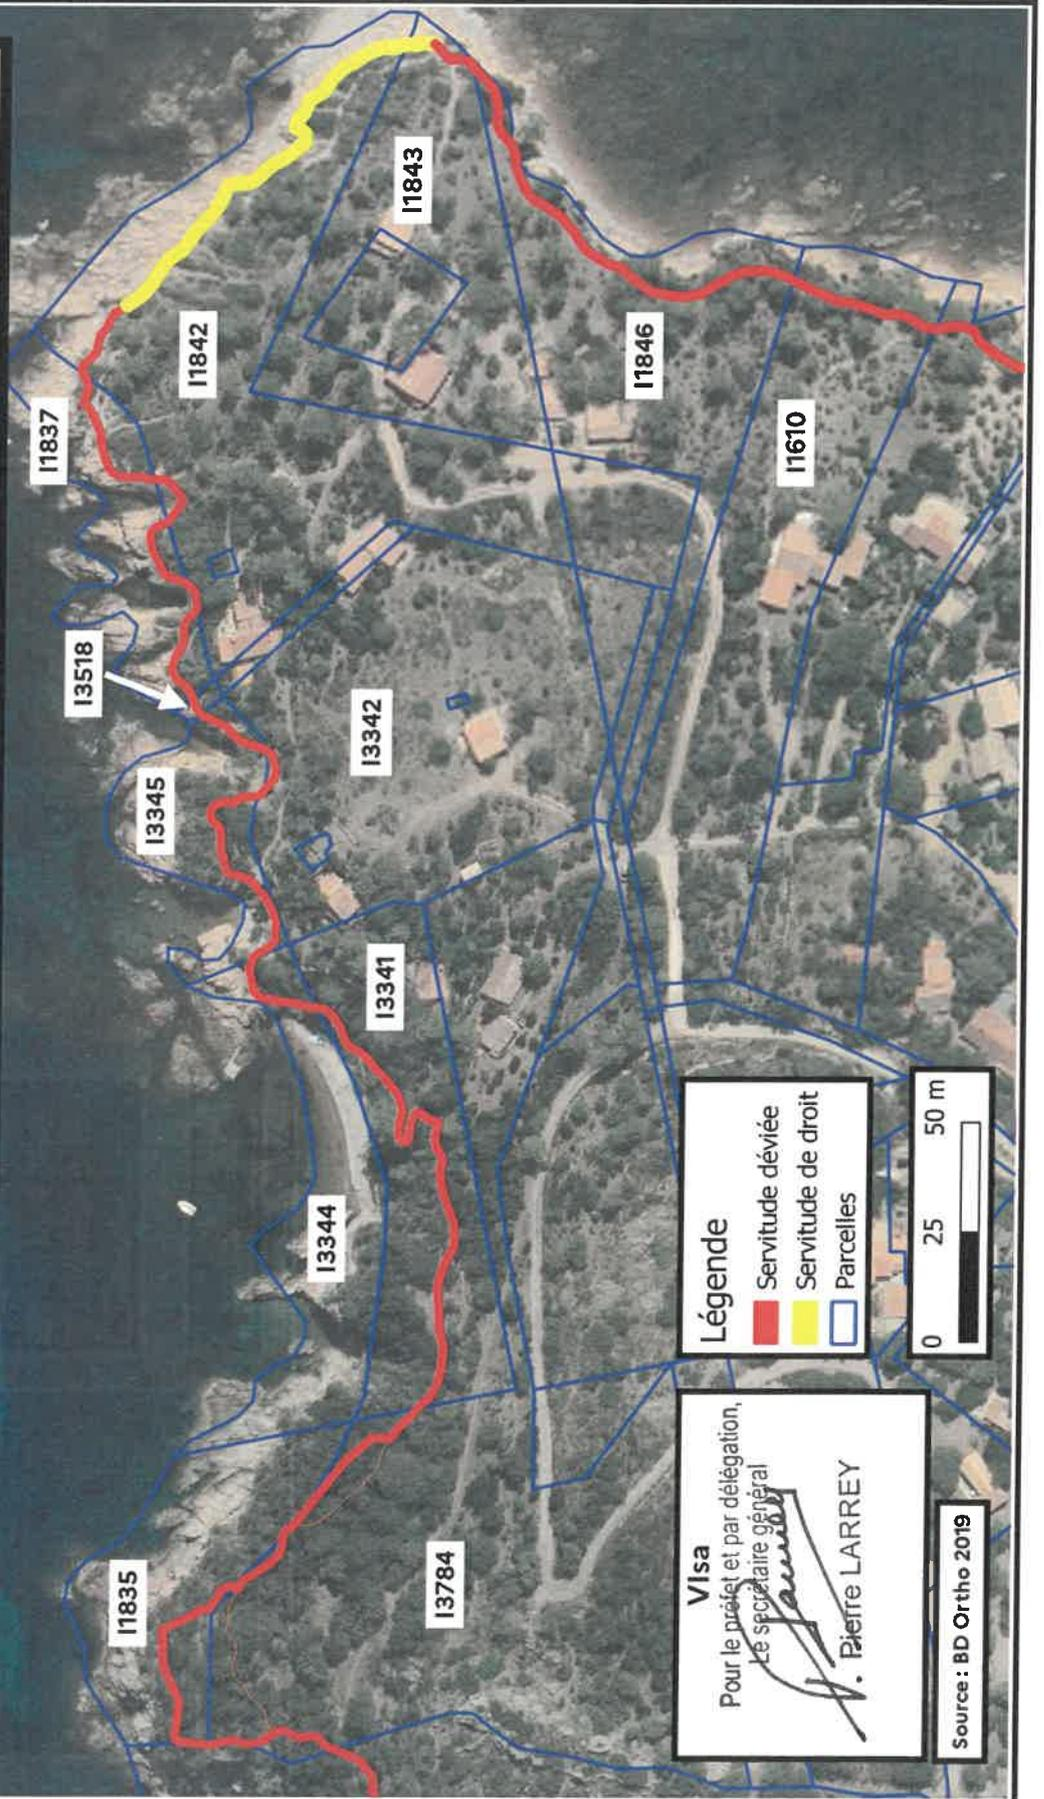 I1835
I3784
I3344
I3341
I3345
I3342
I3518
I1837
I1842
I1843
I1846
I1610
VIsa
Pour le préfet et par délégation,
Le secrétaire général
Pierre LARREY
Source : BD Ortho 2019
Légende
Servitude déviée
Servitude de droit
Parcelles
0 25 50 m